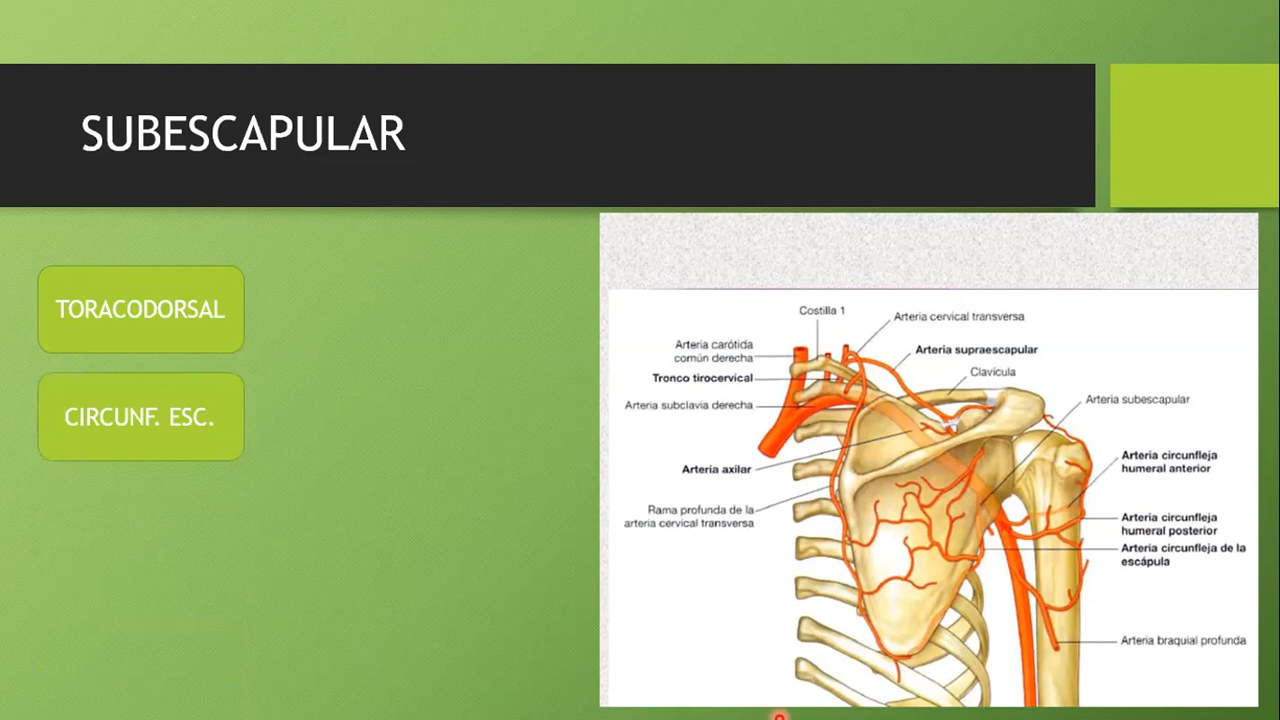 SUBESCAPULAR
TORACODORSAL
CIRCUNF. ESC.
Costilla 1
Arteria cervical transversa
Arteria carótida
común derecha
Arteria supraescapular
Clavícula
Tronco tirocervical
Arteria subclavia derecha
Arteria subescapular
Arteria axilar
Arteria circunfleja
humeral anterior
Rama profunda de la
arteria cervical transversa
Arteria circunfleja
humeral posterior
Arteria circunfleja de la
escápula
Arteria braquial profunda